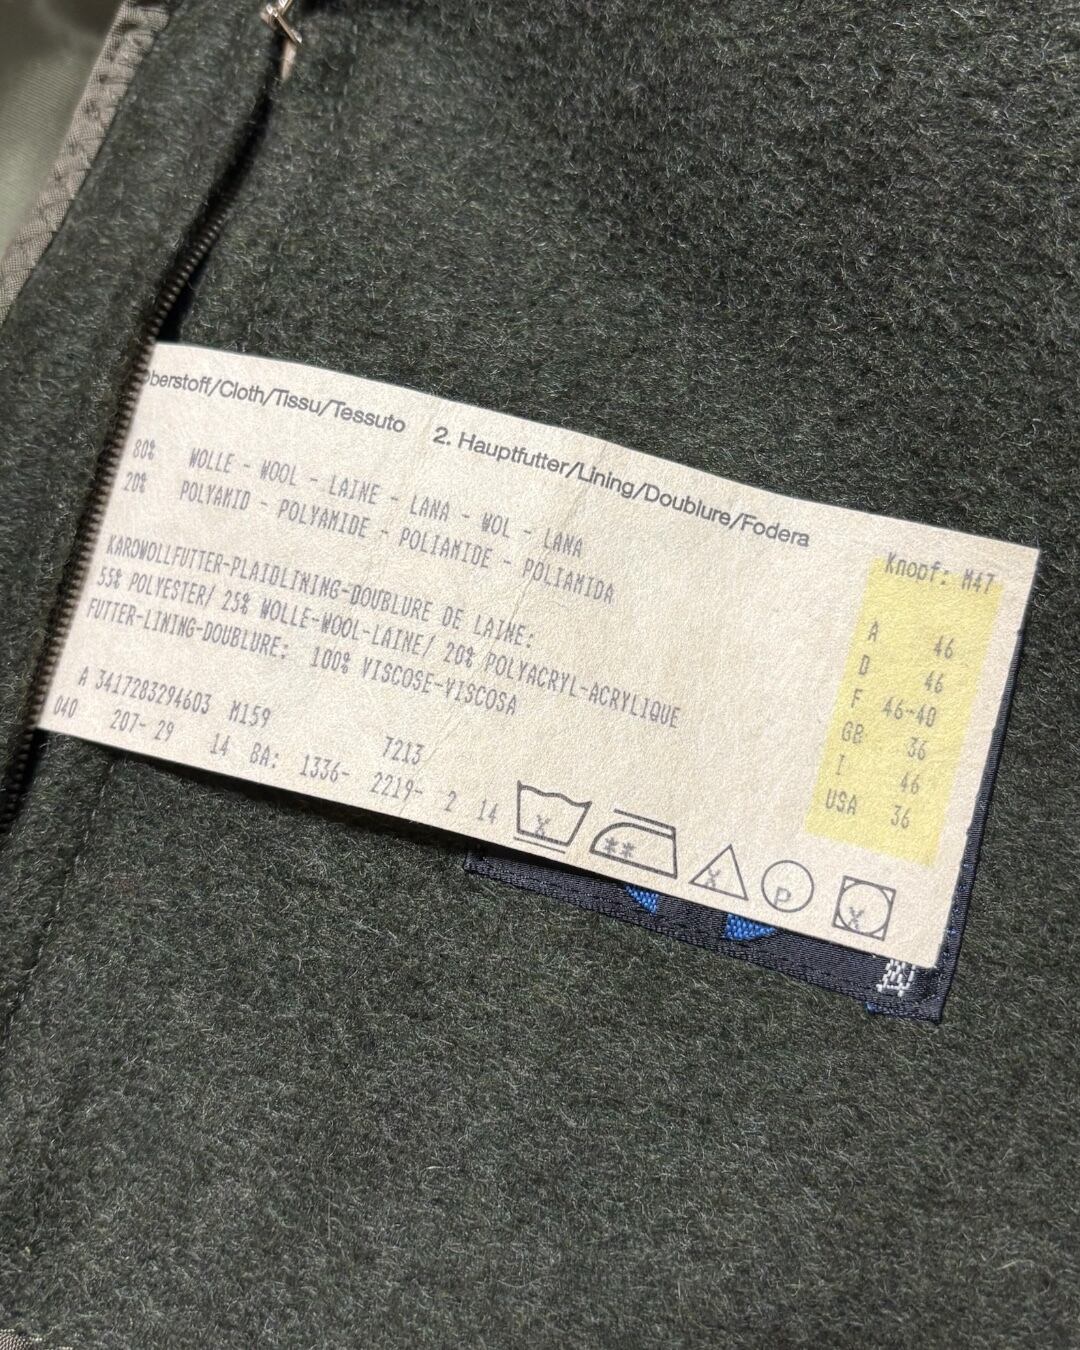 berstoff/Cloth/Tissu/Tessuto 2. Hauptfutter/Lining/Doublure/Fodera
80% WOLLE - WOOL - LAINE - LANA - WOL - LANA
20% POLYAMID - POLYAMIDE - POLIAMIDE - POLIAMIDA
KAROWOLLFUTTER-PLAIDLINING-DOUBLURE DE LAINE:
55% POLYESTER/ 25% WOLLE-WOOL-LAINE/ 20% POLYACRYL-ACRYLIQUE
FUTTER-LINING-DOUBLURE: 100% VISCOSE-VISCOSA
A 3417283294603 M159 7213
040 207- 29 14 BA: 1336- 2219- 2 14
X
**
X
P
X
Knopf: M47
A 46
D 46
F 46-40
GB 36
I 46
USA 36